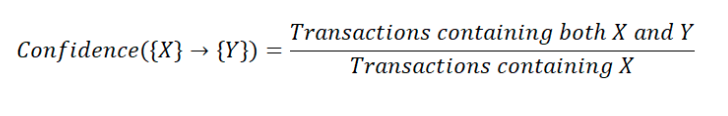 Confidence({X} → {Y}) = Transactions containing both X and Y
Transactions containing X